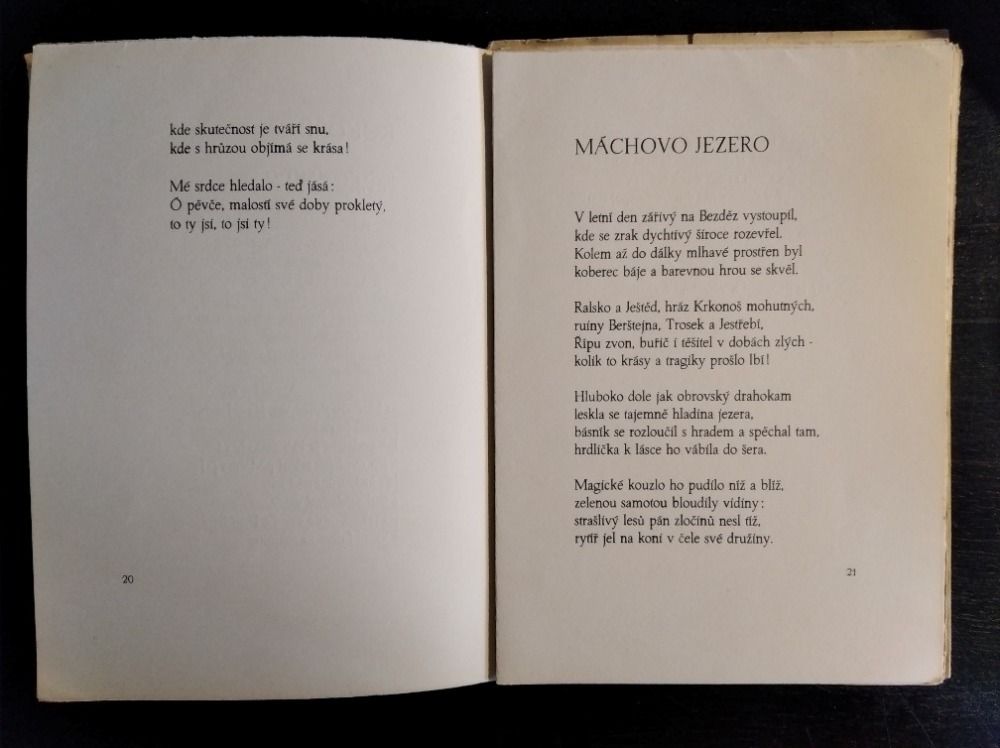 kde skutečnost je tváří snu,
kde s hrůzou objímá se krása!
Mé srdce hledalo - teď jásá:
Ó pěvče, malostí své doby prokletý,
to ty jsi, to jsi ty!
20
MÁCHOVO JEZERO
V letní den zářivý na Bezděz vystoupil,
kde se zrak dychtivý široce rozevřel.
Kolem až do dálky mlhavé prostřen byl
koberec báje a barevnou hrou se skvěl.
Ralsko a Ještěd, hráz Krkonoš mohutných,
ruiny Berštejna, Trosek a Jestřebí,
Řípu zvon, buřič i těšitel v dobách zlých -
kolik to krásy a tragiky prošlo lbí!
Hluboko dole jak obrovský drahokam
leskla se tajemně hladina jezera,
básník se rozloučil s hradem a spěchal tam,
hrdlička k lásce ho vábila do šera.
Magické kouzlo ho pudilo níž a blíž,
zelenou samotou bloudily vidiny:
strašlivý lesů pán zločinů nesl tíž,
rytíř jel na koni v čele své družiny.
21